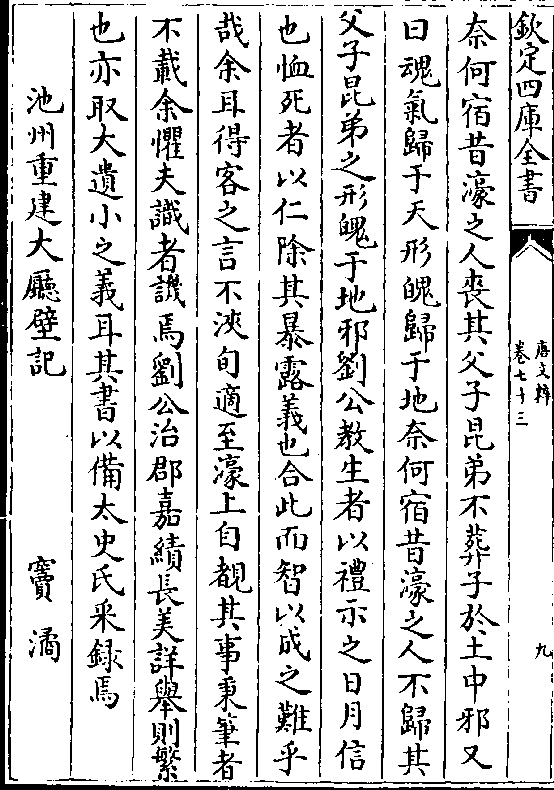 欽定四庫全書
唐文粹
卷七十三
九
奈何宿昔濠之人喪其父子昆弟不葬子於土中邪又
曰魂氣歸于天形魄歸于地奈何宿昔濠之人不歸其
父子昆弟之形魄于地邪劉公教生者以禮示之日月信
也恤死者以仁除其暴露義也合此而智以成之難乎
哉余耳得客之言不浹旬適至濠上自覩其事秉筆者
不載余懼夫識者譏焉劉公治郡嘉績長美詳舉則繁
也亦取大遺小之義耳其書以備太史氏采録焉
池州重建大廳壁記
竇潏